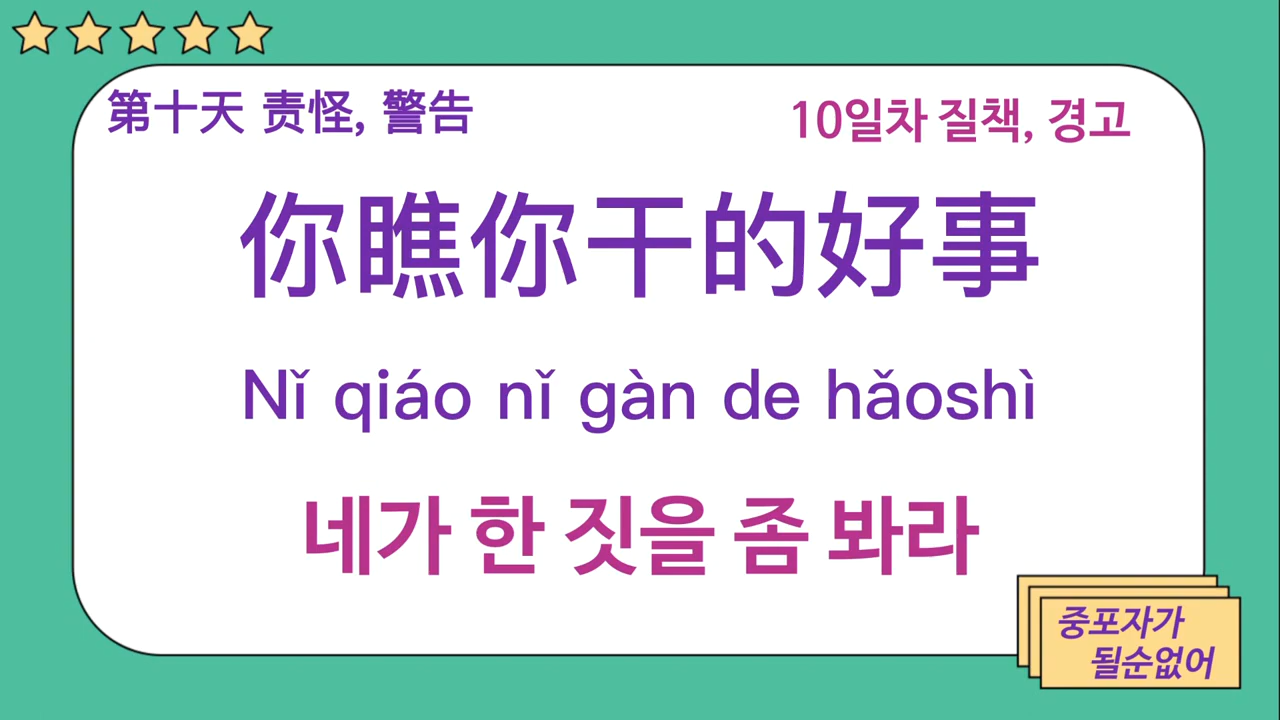 第十天 责怪, 警告
10일차 질책, 경고
你瞧你干的好事
Nǐ qiáo nǐ gàn de hǎoshì
네가 한 짓을 좀 봐라
중포자가
될순없어